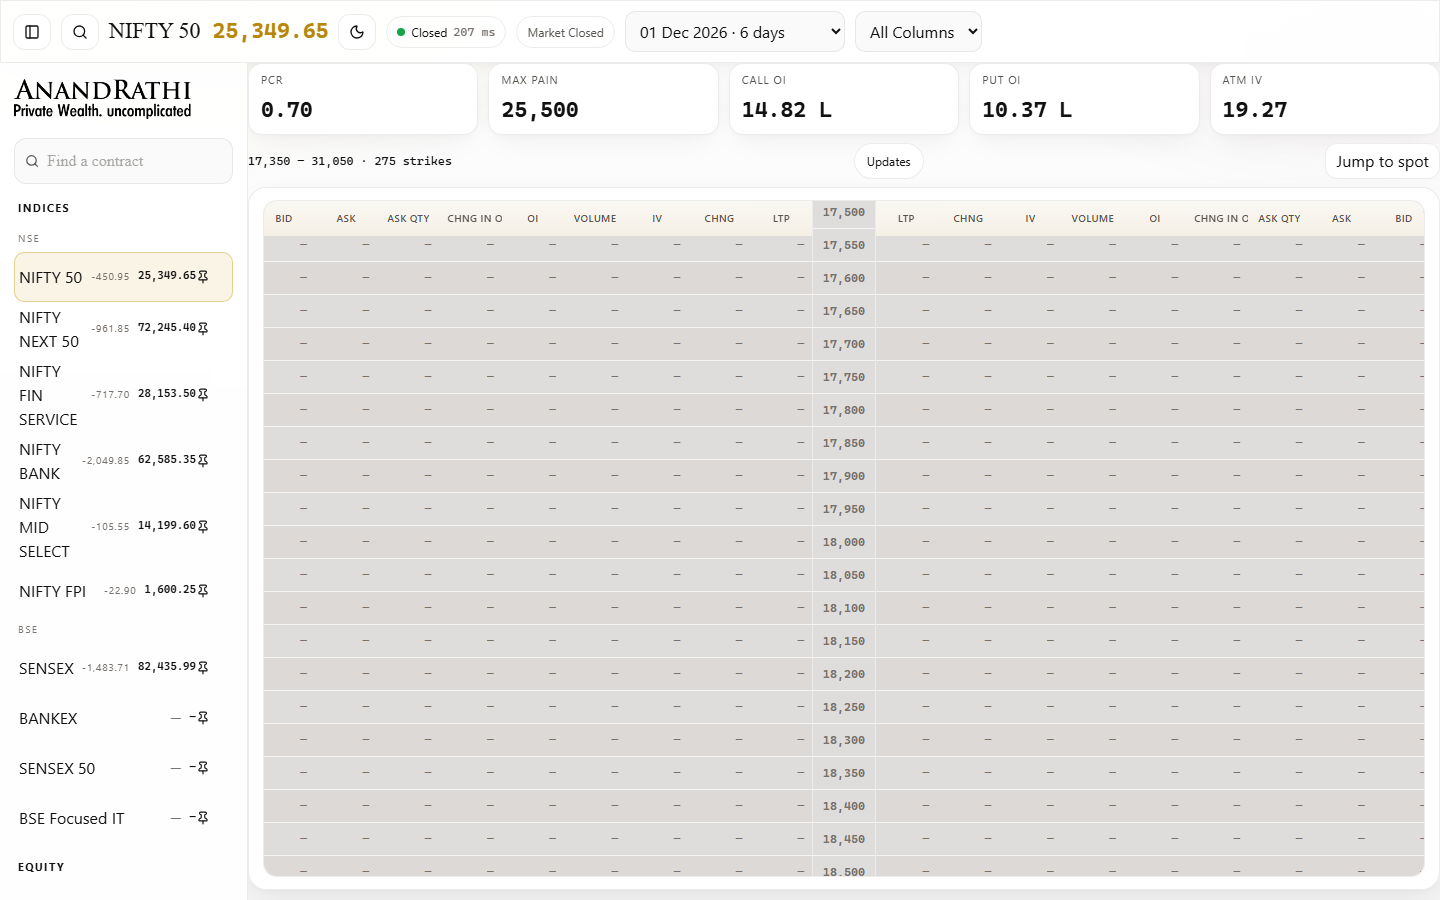 NIFTY 50 25,349.65 Closed 207 ms Market Closed 01 Dec 2026 · 6 days All Columns
ANANDRATHI
Private Wealth. uncomplicated
Find a contract
INDICES
NSE
NIFTY 50 -450.95 25,349.65
NIFTY NEXT 50 -961.85 72,245.40
NIFTY FIN SERVICE -717.70 28,153.50
NIFTY BANK -2,049.85 62,585.35
NIFTY MID SELECT -105.55 14,199.60
NIFTY FPI -22.90 1,600.25
BSE
SENSEX -1,483.71 82,435.99
BANKEX — –
SENSEX 50 — –
BSE Focused IT — –
EQUITY
PCR
0.70
MAX PAIN
25,500
CALL OI
14.82 L
PUT OI
10.37 L
ATM IV
19.27
17,350 – 31,050 · 275 strikes Updates Jump to spot
BID ASK ASK QTY CHNG IN O OI VOLUME IV CHNG LTP 17,500 LTP CHNG IV VOLUME OI CHNG IN O ASK QTY ASK BID
– – – – – – – – – 17,550 – – – – – – – – –
– – – – – – – – – 17,600 – – – – – – – – –
– – – – – – – – – 17,650 – – – – – – – – –
– – – – – – – – – 17,700 – – – – – – – – –
– – – – – – – – – 17,750 – – – – – – – – –
– – – – – – – – – 17,800 – – – – – – – – –
– – – – – – – – – 17,850 – – – – – – – – –
– – – – – – – – – 17,900 – – – – – – – – –
– – – – – – – – – 17,950 – – – – – – – – –
– – – – – – – – – 18,000 – – – – – – – – –
– – – – – – – – – 18,050 – – – – – – – – –
– – – – – – – – – 18,100 – – – – – – – – –
– – – – – – – – – 18,150 – – – – – – – – –
– – – – – – – – – 18,200 – – – – – – – – –
– – – – – – – – – 18,250 – – – – – – – – –
– – – – – – – – – 18,300 – – – – – – – – –
– – – – – – – – – 18,350 – – – – – – – – –
– – – – – – – – – 18,400 – – – – – – – – –
– – – – – – – – – 18,450 – – – – – – – – –
– – – – – – – – – 18,500 – – – – – – – – –